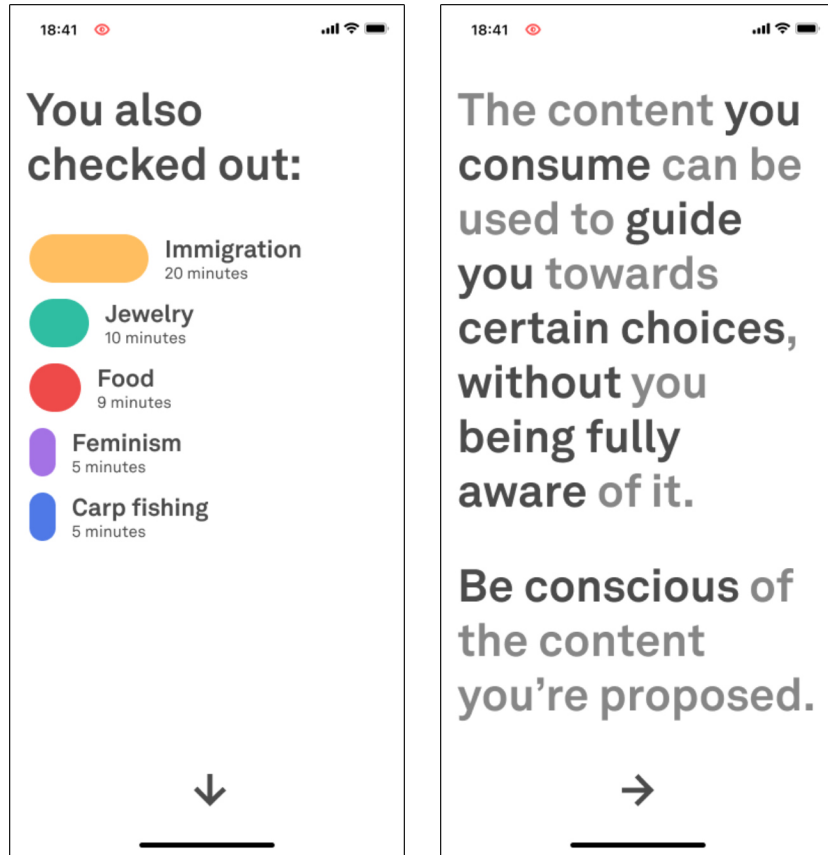 18:41
You also
checked out:
Immigration
20 minutes
Jewelry
10 minutes
Food
9 minutes
Feminism
5 minutes
Carp fishing
5 minutes
18:41
The content you
consume can be
used to guide
you towards
certain choices,
without you
being fully
aware of it.
Be conscious of
the content
you’re proposed.